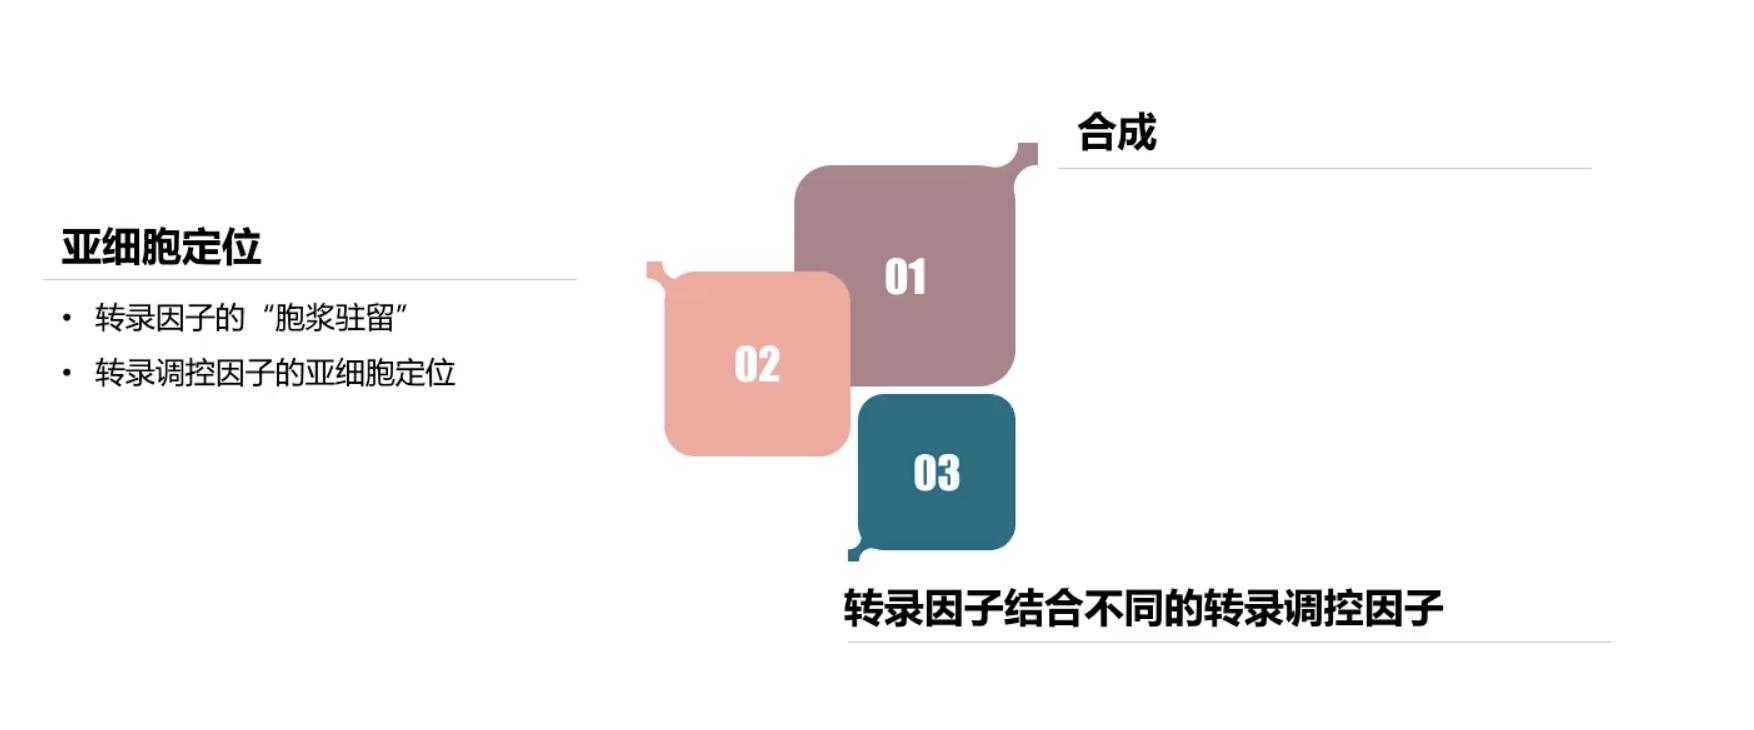 合成
01
亚细胞定位
• 转录因子的“胞浆驻留”
• 转录调控因子的亚细胞定位
02
03
转录因子结合不同的转录调控因子